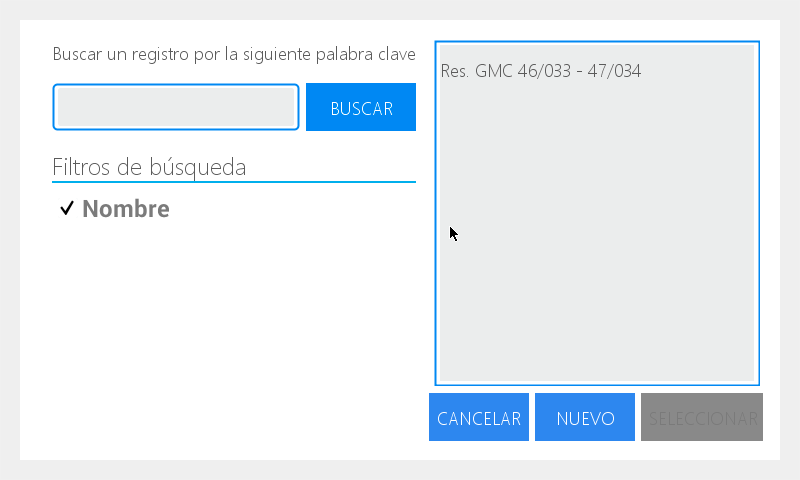 Buscar un registro por la siguiente palabra clave
BUSCAR
Filtros de búsqueda
Nombre
Res. GMC 46/033 - 47/034
CANCELAR
NUEVO
SELECCIONAR